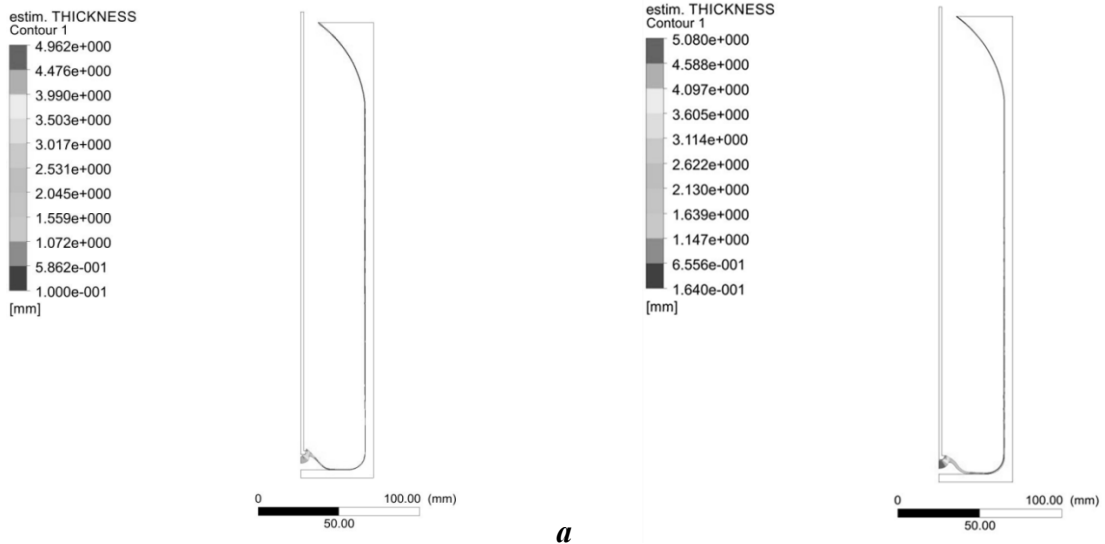 estim. THICKNESS
Contour 1
4.962e+000
4.476e+000
3.990e+000
3.503e+000
3.017e+000
2.531e+000
2.045e+000
1.559e+000
1.072e+000
5.862e-001
1.000e-001
[mm]
0 100.00 (mm)
50.00
estim. THICKNESS
Contour 1
5.080e+000
4.588e+000
4.097e+000
3.605e+000
3.114e+000
2.622e+000
2.130e+000
1.639e+000
1.147e+000
6.556e-001
1.640e-001
[mm]
0 100.00 (mm)
50.00
a